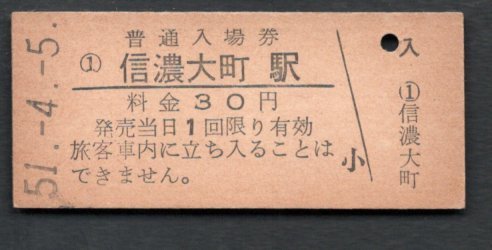 51.-4.-5.
普通入場券
① 信濃大町駅
料金30円
発売当日1回限り有効
旅客車内に立ち入ることは
できません。
小
入
①信濃大町